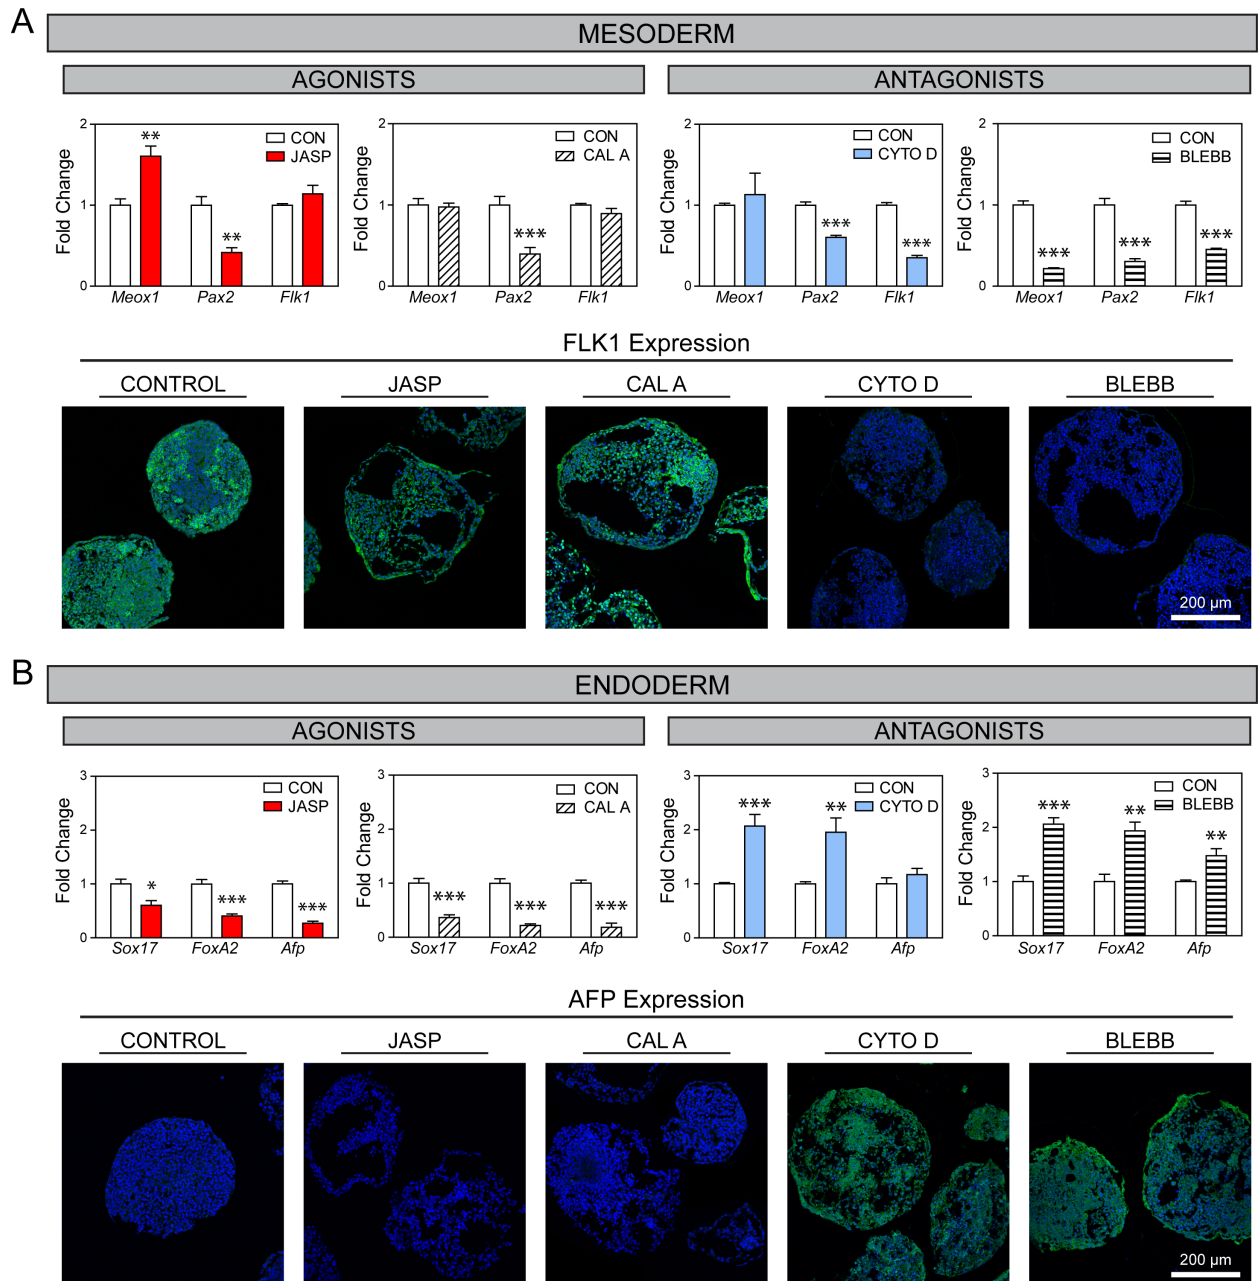 A
MESODERM
AGONISTS
ANTAGONISTS
Fold Change
2
1
0
**
**
CON
JASP
Meox1 Pax2 Flk1
Fold Change
2
1
0
***
CON
CAL A
Meox1 Pax2 Flk1
Fold Change
2
1
0
***
***
CON
CYTO D
Meox1 Pax2 Flk1
Fold Change
2
1
0
***
***
***
CON
BLEBB
Meox1 Pax2 Flk1
FLK1 Expression
CONTROL JASP CAL A CYTO D BLEBB
200 µm
B
ENDODERM
AGONISTS
ANTAGONISTS
Fold Change
3
2
1
0
*
***
***
CON
JASP
Sox17 FoxA2 Afp
Fold Change
3
2
1
0
***
***
***
CON
CAL A
Sox17 FoxA2 Afp
Fold Change
3
2
1
0
***
**
CON
CYTO D
Sox17 FoxA2 Afp
Fold Change
3
2
1
0
***
**
**
CON
BLEBB
Sox17 FoxA2 Afp
AFP Expression
CONTROL JASP CAL A CYTO D BLEBB
200 µm